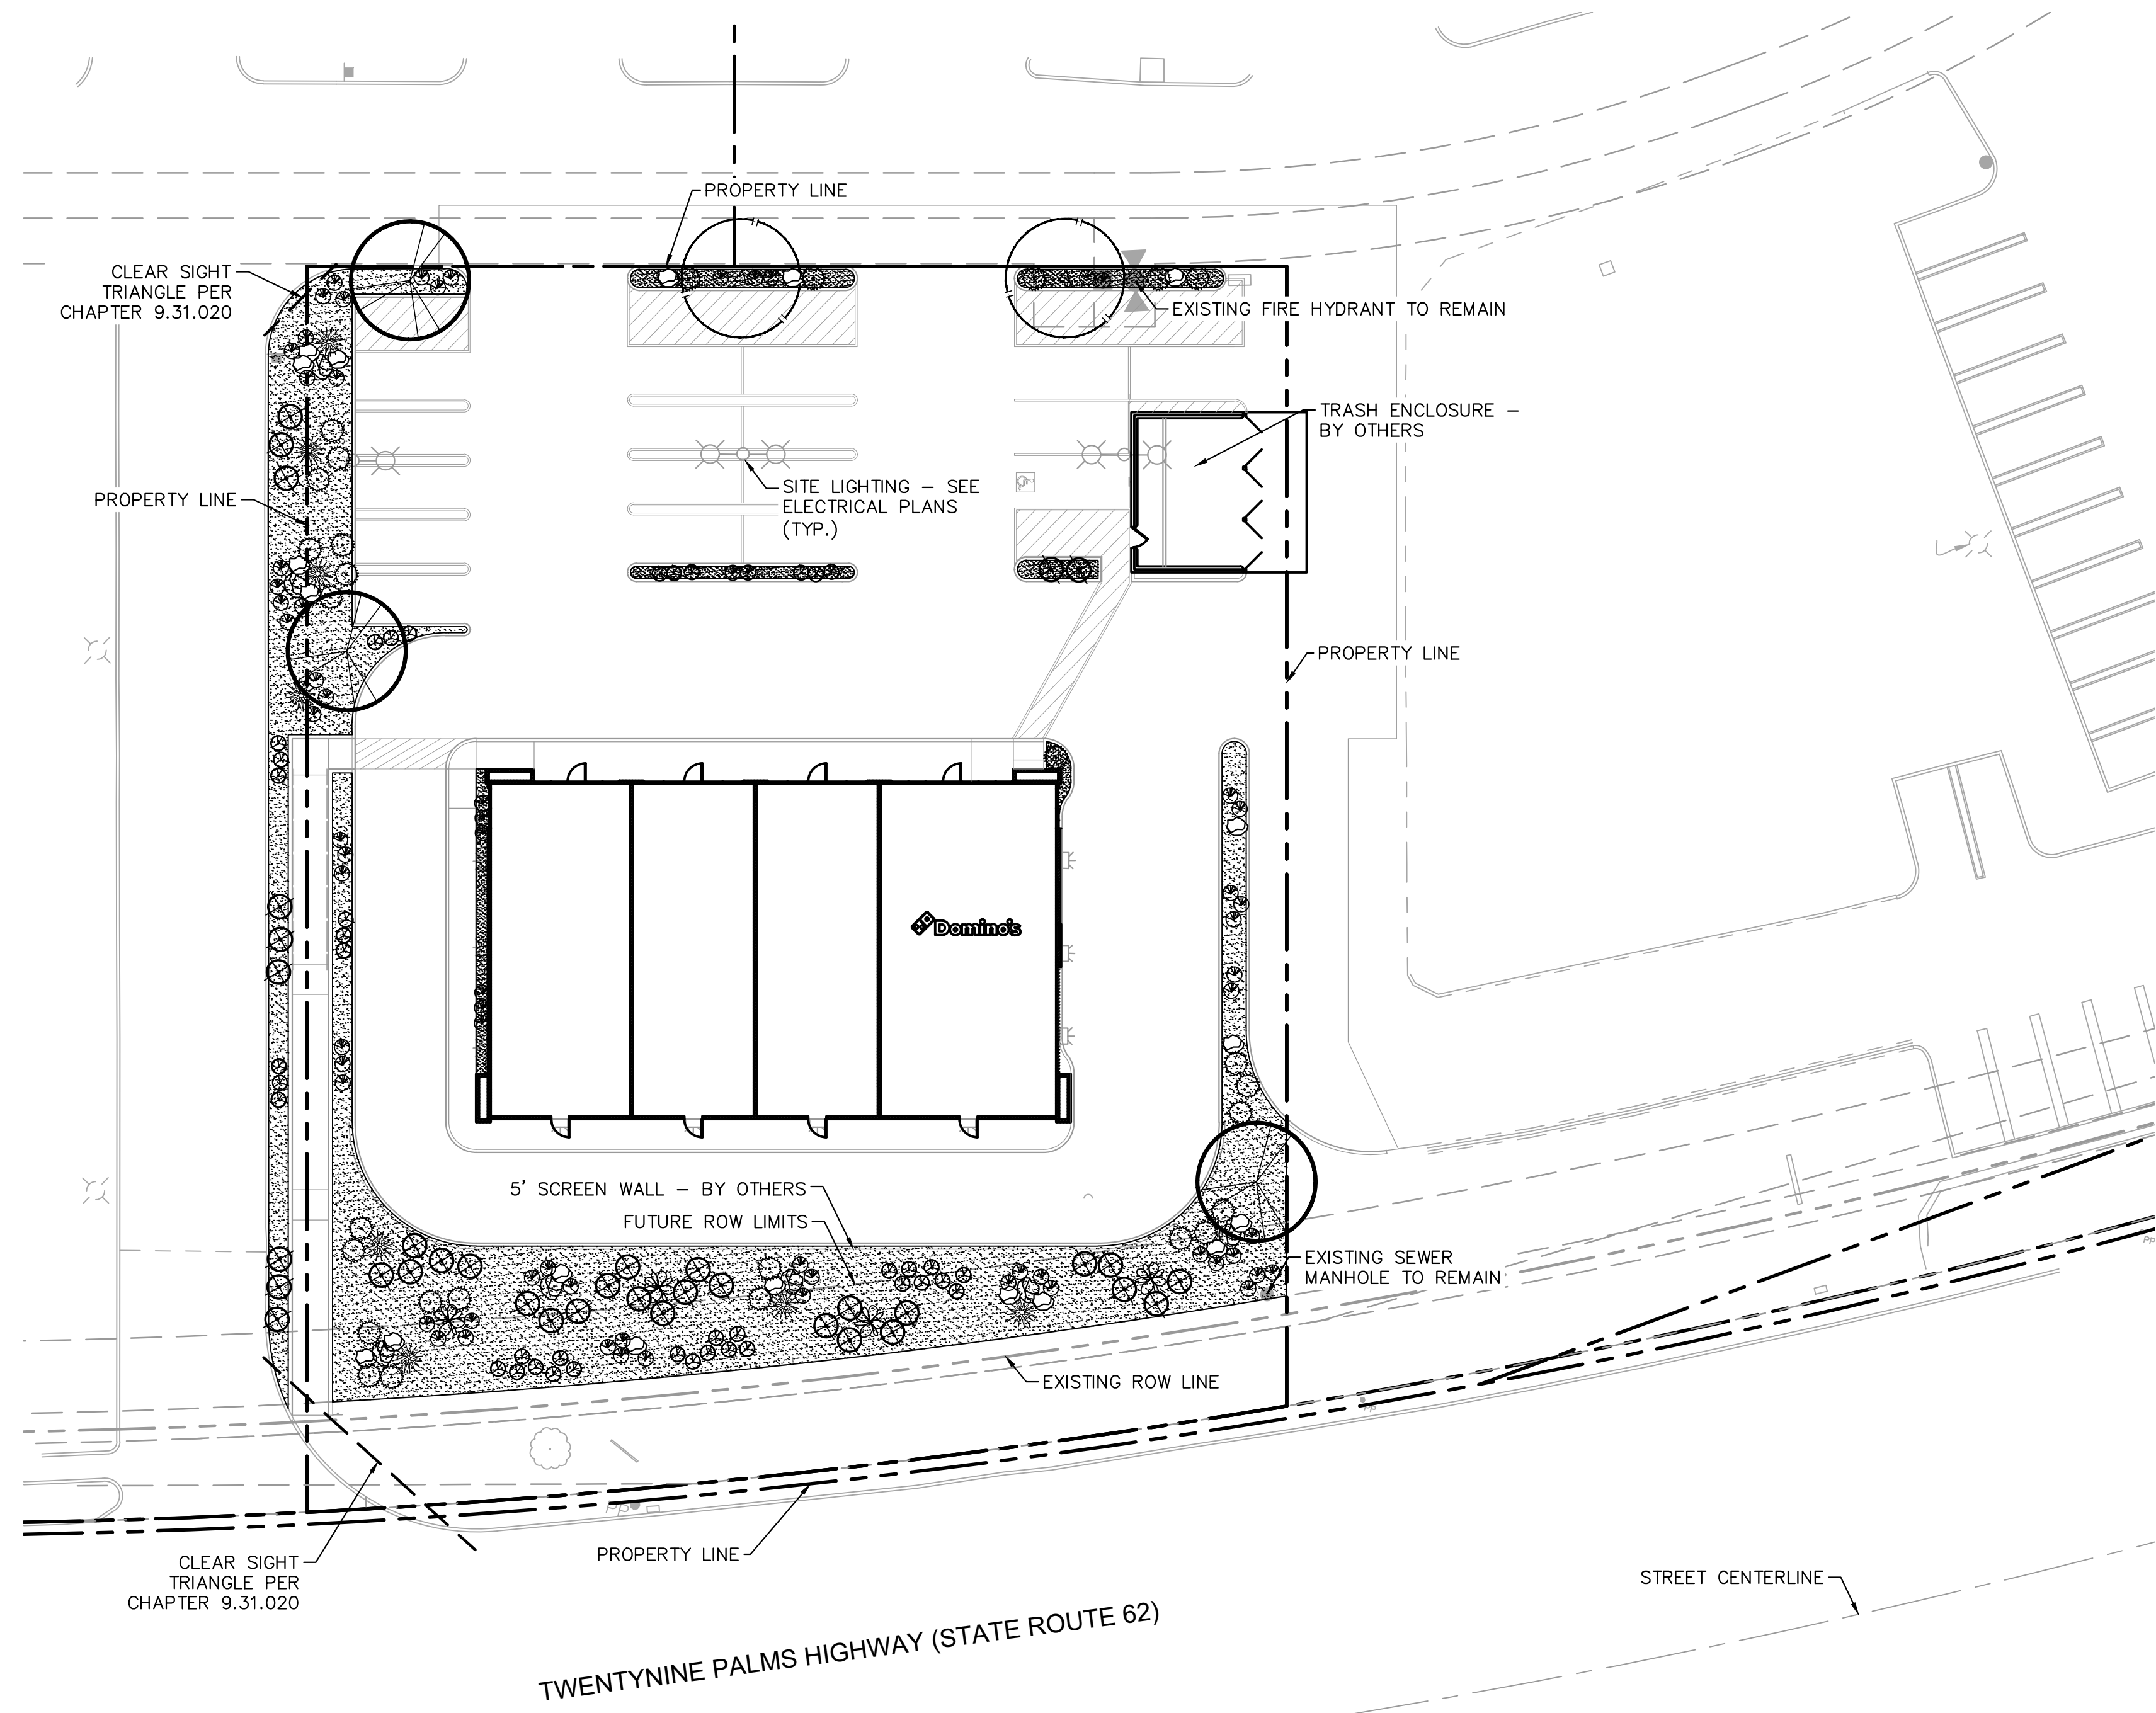 PROPERTY LINE
CLEAR SIGHT
TRIANGLE PER
CHAPTER 9.31.020
EXISTING FIRE HYDRANT TO REMAIN
TRASH ENCLOSURE –
BY OTHERS
PROPERTY LINE
SITE LIGHTING – SEE
ELECTRICAL PLANS
(TYP.)
PROPERTY LINE
Domino's
5' SCREEN WALL – BY OTHERS
FUTURE ROW LIMITS
EXISTING SEWER
MANHOLE TO REMAIN
PP
EXISTING ROW LINE
PP
PP
PROPERTY LINE
CLEAR SIGHT
TRIANGLE PER
CHAPTER 9.31.020
STREET CENTERLINE
TWENTYNINE PALMS HIGHWAY (STATE ROUTE 62)